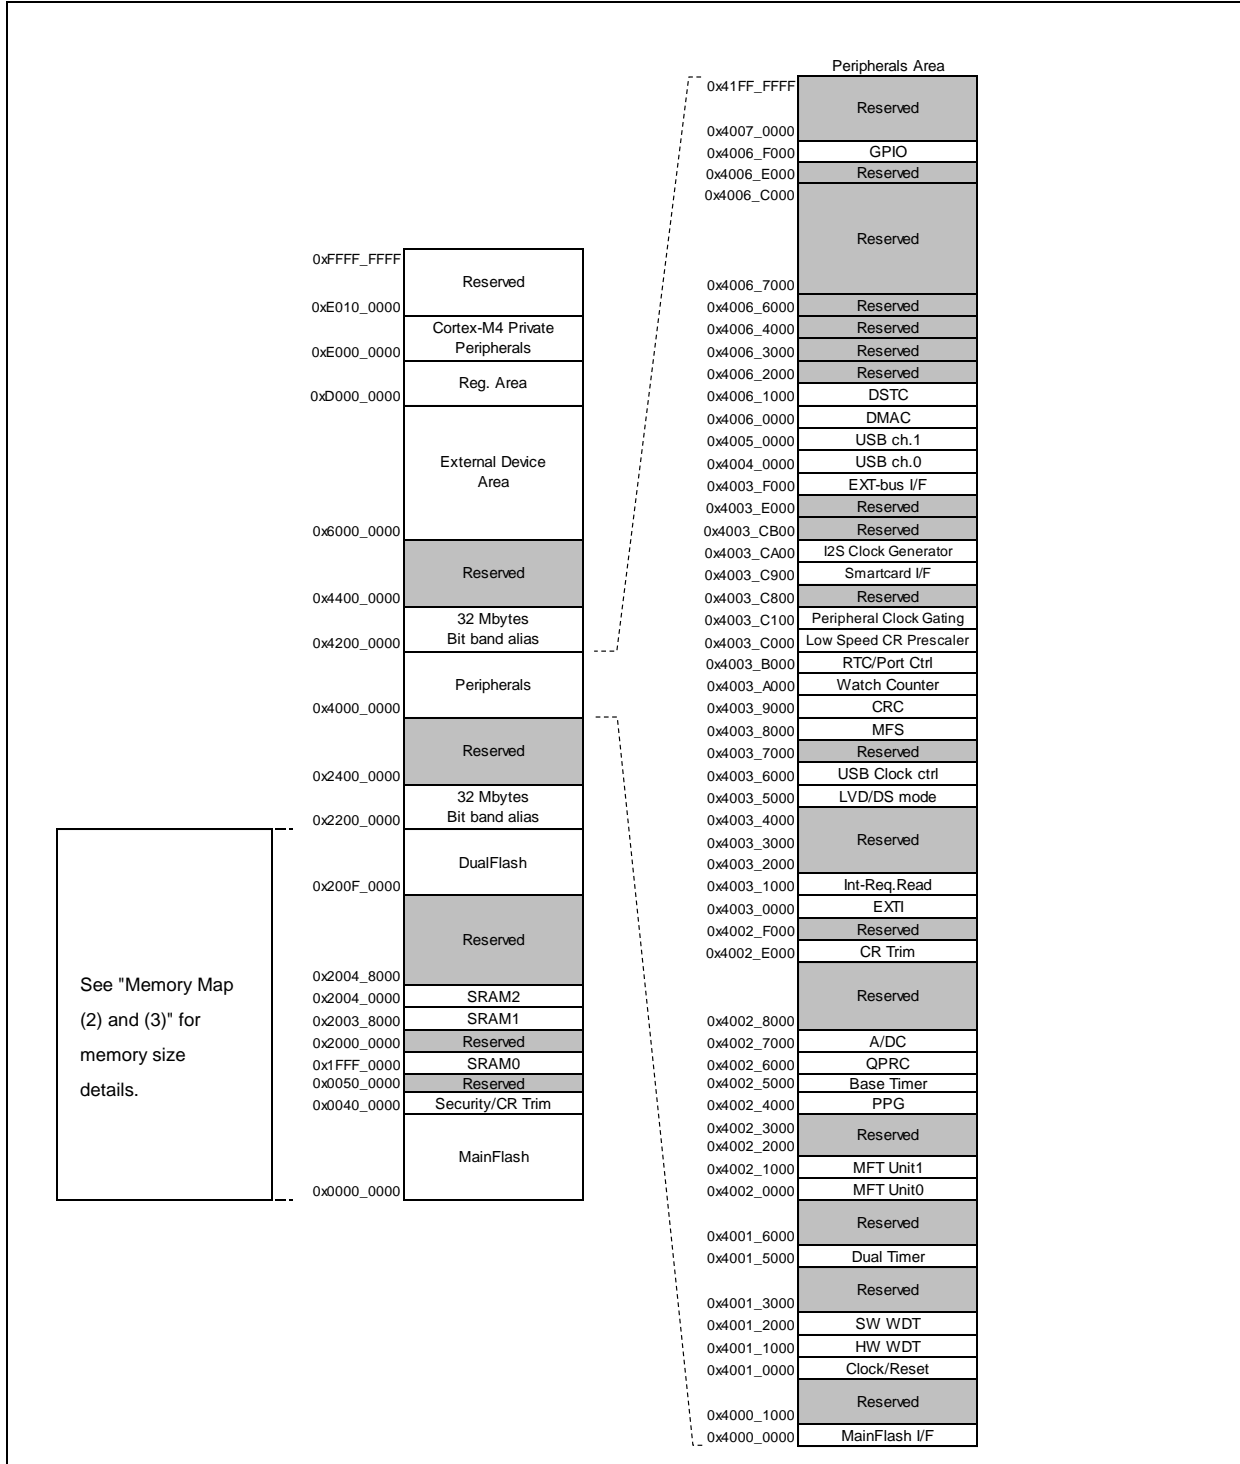 Peripherals Area
0x41FF_FFFF
Reserved
0x4007_0000
0x4006_F000 GPIO
0x4006_E000 Reserved
0x4006_C000
Reserved
0x4006_7000
0x4006_6000 Reserved
0x4006_4000 Reserved
0x4006_3000 Reserved
0x4006_2000 Reserved
0x4006_1000 DSTC
0x4006_0000 DMAC
0x4005_0000 USB ch.1
0x4004_0000 USB ch.0
0x4003_F000 EXT-bus I/F
0x4003_E000 Reserved
0x4003_CB00 Reserved
0x4003_CA00 I2S Clock Generator
0x4003_C900 Smartcard I/F
0x4003_C800 Reserved
0x4003_C100 Peripheral Clock Gating
0x4003_C000 Low Speed CR Prescaler
0x4003_B000 RTC/Port Ctrl
0x4003_A000 Watch Counter
0x4003_9000 CRC
0x4003_8000 MFS
0x4003_7000 Reserved
0x4003_6000 USB Clock ctrl
0x4003_5000 LVD/DS mode
0x4003_4000
0x4003_3000 Reserved
0x4003_2000
0x4003_1000 Int-Req.Read
0x4003_0000 EXTI
0x4002_F000 Reserved
0x4002_E000 CR Trim
Reserved
0x4002_8000
0x4002_7000 A/DC
0x4002_6000 QPRC
0x4002_5000 Base Timer
0x4002_4000 PPG
0x4002_3000
Reserved
0x4002_2000
0x4002_1000 MFT Unit1
0x4002_0000 MFT Unit0
Reserved
0x4001_6000
0x4001_5000 Dual Timer
Reserved
0x4001_3000
0x4001_2000 SW WDT
0x4001_1000 HW WDT
0x4001_0000 Clock/Reset
Reserved
0x4000_1000
0x4000_0000 MainFlash I/F
0xFFFF_FFFF
Reserved
0xE010_0000
Cortex-M4 Private
Peripherals
0xE000_0000
Reg. Area
0xD000_0000
External Device
Area
0x6000_0000
Reserved
0x4400_0000
32 Mbytes
Bit band alias
0x4200_0000
Peripherals
0x4000_0000
Reserved
0x2400_0000
32 Mbytes
Bit band alias
0x2200_0000
DualFlash
0x200F_0000
Reserved
0x2004_8000
0x2004_0000 SRAM2
0x2003_8000 SRAM1
0x2000_0000 Reserved
0x1FFF_0000 SRAM0
0x0050_0000 Reserved
0x0040_0000 Security/CR Trim
MainFlash
0x0000_0000
See "Memory Map
(2) and (3)" for
memory size
details.